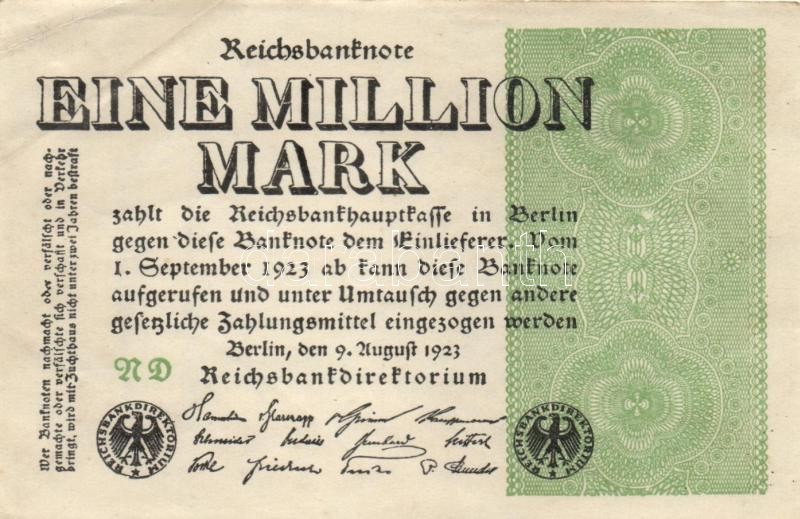 Reichsbanknote
EINE MILLION
MARK
zahlt die Reichsbankhauptkasse in Berlin
gegen diese Banknote dem Einlieferer. Vom
1. September 1923 ab kann diese Banknote
aufgerufen und unter Umtausch gegen andere
gesetzliche Zahlungsmittel eingezogen werden
Berlin, den 9. August 1923
ND Reichsbankdirektorium
Wer Banknoten nachmacht oder verfälscht oder nach-
gemachte oder verfälschte sich verschafft und in Verkehr
bringt, wird mit Zuchthaus nicht unter zwei Jahren bestraft
REICHSBANKDIREKTORIUM
REICHSBANKDIREKTORIUM
darabanth